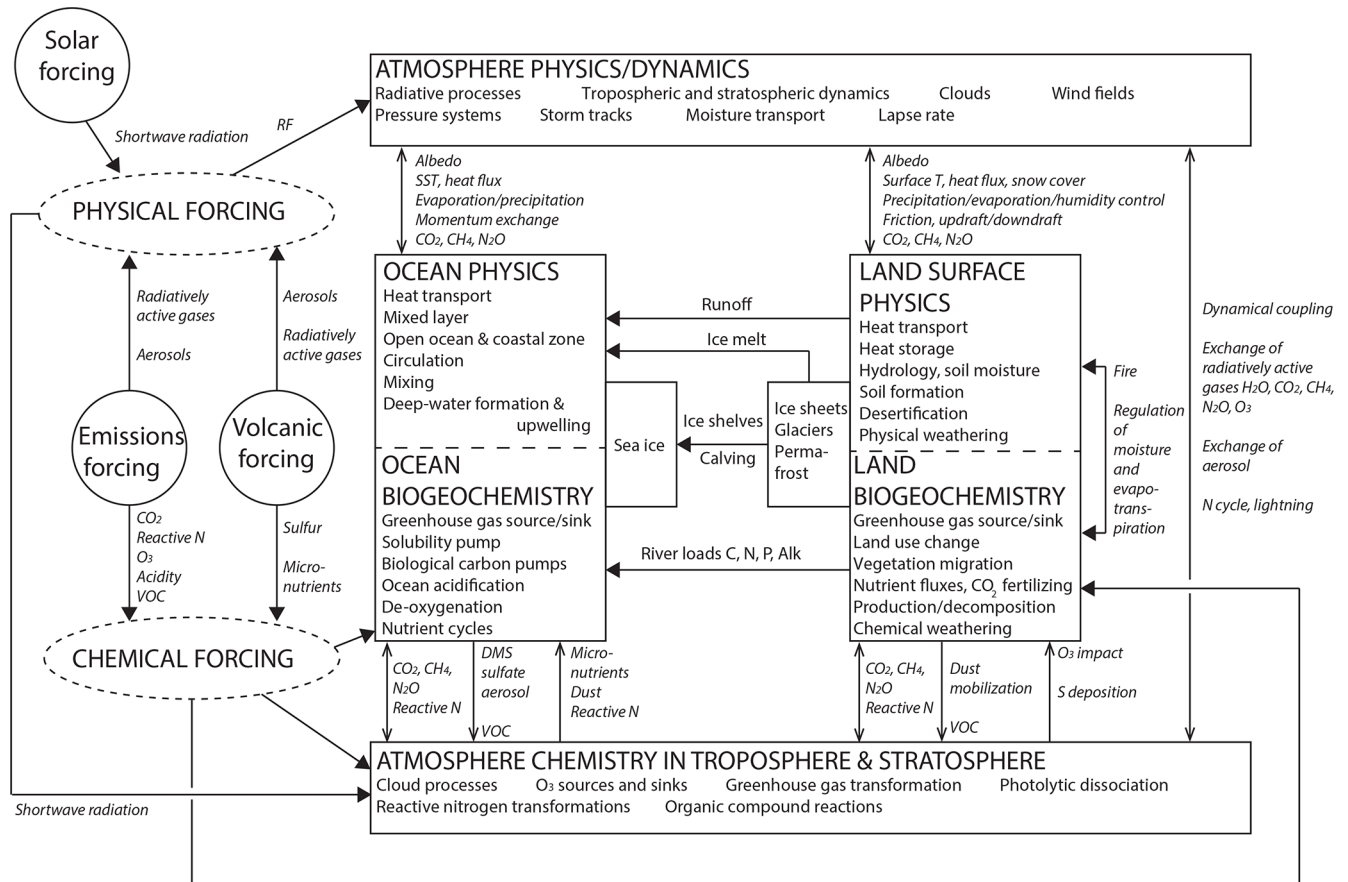 Solar
forcing
Shortwave radiation
RF
ATMOSPHERE PHYSICS/DYNAMICS
Radiative processes Tropospheric and stratospheric dynamics Clouds Wind fields
Pressure systems Storm tracks Moisture transport Lapse rate
PHYSICAL FORCING
Albedo
SST, heat flux
Evaporation/precipitation
Momentum exchange
CO₂, CH₄, N₂O
Albedo
Surface T, heat flux, snow cover
Precipitation/evaporation/humidity control
Friction, updraft/downdraft
CO₂, CH₄, N₂O
Radiatively
active gases
Aerosols
Aerosols
Radiatively
active gases
Emissions
forcing
Volcanic
forcing
CO₂
Reactive N
O₃
Acidity
VOC
Sulfur
Micro-
nutrients
CHEMICAL FORCING
OCEAN PHYSICS
Heat transport
Mixed layer
Open ocean & coastal zone
Circulation
Mixing
Deep-water formation &
upwelling
OCEAN
BIOGEOCHEMISTRY
Greenhouse gas source/sink
Solubility pump
Biological carbon pumps
Ocean acidification
De-oxygenation
Nutrient cycles
Runoff
Ice melt
Sea ice
Ice shelves
Calving
Ice sheets
Glaciers
Perma-
frost
River loads C, N, P, Alk
LAND SURFACE
PHYSICS
Heat transport
Heat storage
Hydrology, soil moisture
Soil formation
Desertification
Physical weathering
LAND
BIOGEOCHEMISTRY
Greenhouse gas source/sink
Land use change
Vegetation migration
Nutrient fluxes, CO₂ fertilizing
Production/decomposition
Chemical weathering
Fire
Regulation
of
moisture
and
evapo-
trans-
piration
Dynamical coupling
Exchange of
radiatively active
gases H₂O, CO₂, CH₄,
N₂O, O₃
Exchange of
aerosol
N cycle, lightning
CO₂, CH₄,
N₂O
Reactive N
DMS
sulfate
aerosol
VOC
Micro-
nutrients
Dust
Reactive N
CO₂, CH₄,
N₂O
Reactive N
Dust
mobilization
VOC
O₃ impact
S deposition
ATMOSPHERE CHEMISTRY IN TROPOSPHERE & STRATOSPHERE
Cloud processes O₃ sources and sinks Greenhouse gas transformation Photolytic dissociation
Reactive nitrogen transformations Organic compound reactions
Shortwave radiation